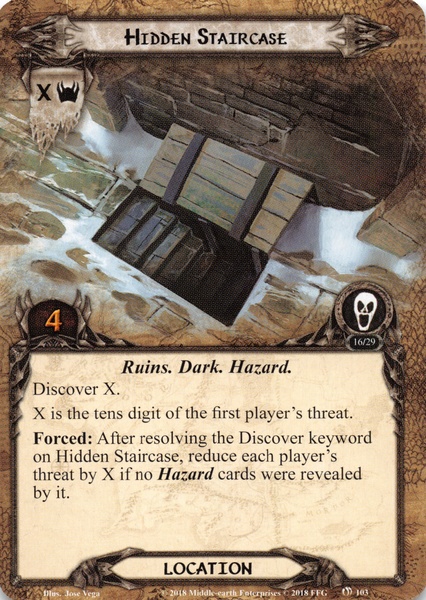 HIDDEN STAIRCASE
X
4
16/29
Ruins. Dark. Hazard.
Discover X.
X is the tens digit of the first player's threat.
Forced: After resolving the Discover keyword
on Hidden Staircase, reduce each player's
threat by X if no Hazard cards were revealed
by it.
LOCATION
Illus. José Vega © 2018 Middle-earth Enterprises © 2018 FFG 103